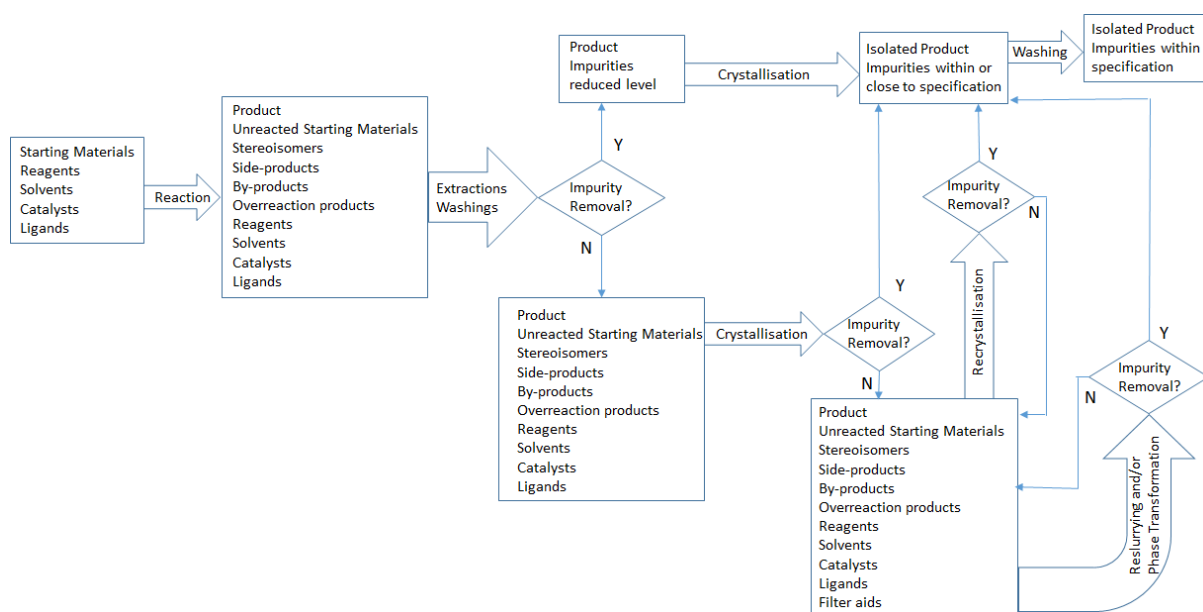 Starting Materials
Reagents
Solvents
Catalysts
Ligands
Reaction
Product
Unreacted Starting Materials
Stereoisomers
Side-products
By-products
Overreaction products
Reagents
Solvents
Catalysts
Ligands
Extractions
Washings
Impurity
Removal?
Y
N
Product
Impurities
reduced level
Crystallisation
Isolated Product
Impurities within or
close to specification
Washing
Isolated Product
Impurities within
specification
Product
Unreacted Starting Materials
Stereoisomers
Side-products
By-products
Overreaction products
Reagents
Solvents
Catalysts
Ligands
Crystallisation
Impurity
Removal?
Y
N
Product
Unreacted Starting Materials
Stereoisomers
Side-products
By-products
Overreaction products
Reagents
Solvents
Catalysts
Ligands
Filter aids
Recrystallisation
Impurity
Removal?
Y
N
Reslurrying and/or
Phase Transformation
Impurity
Removal?
Y
N